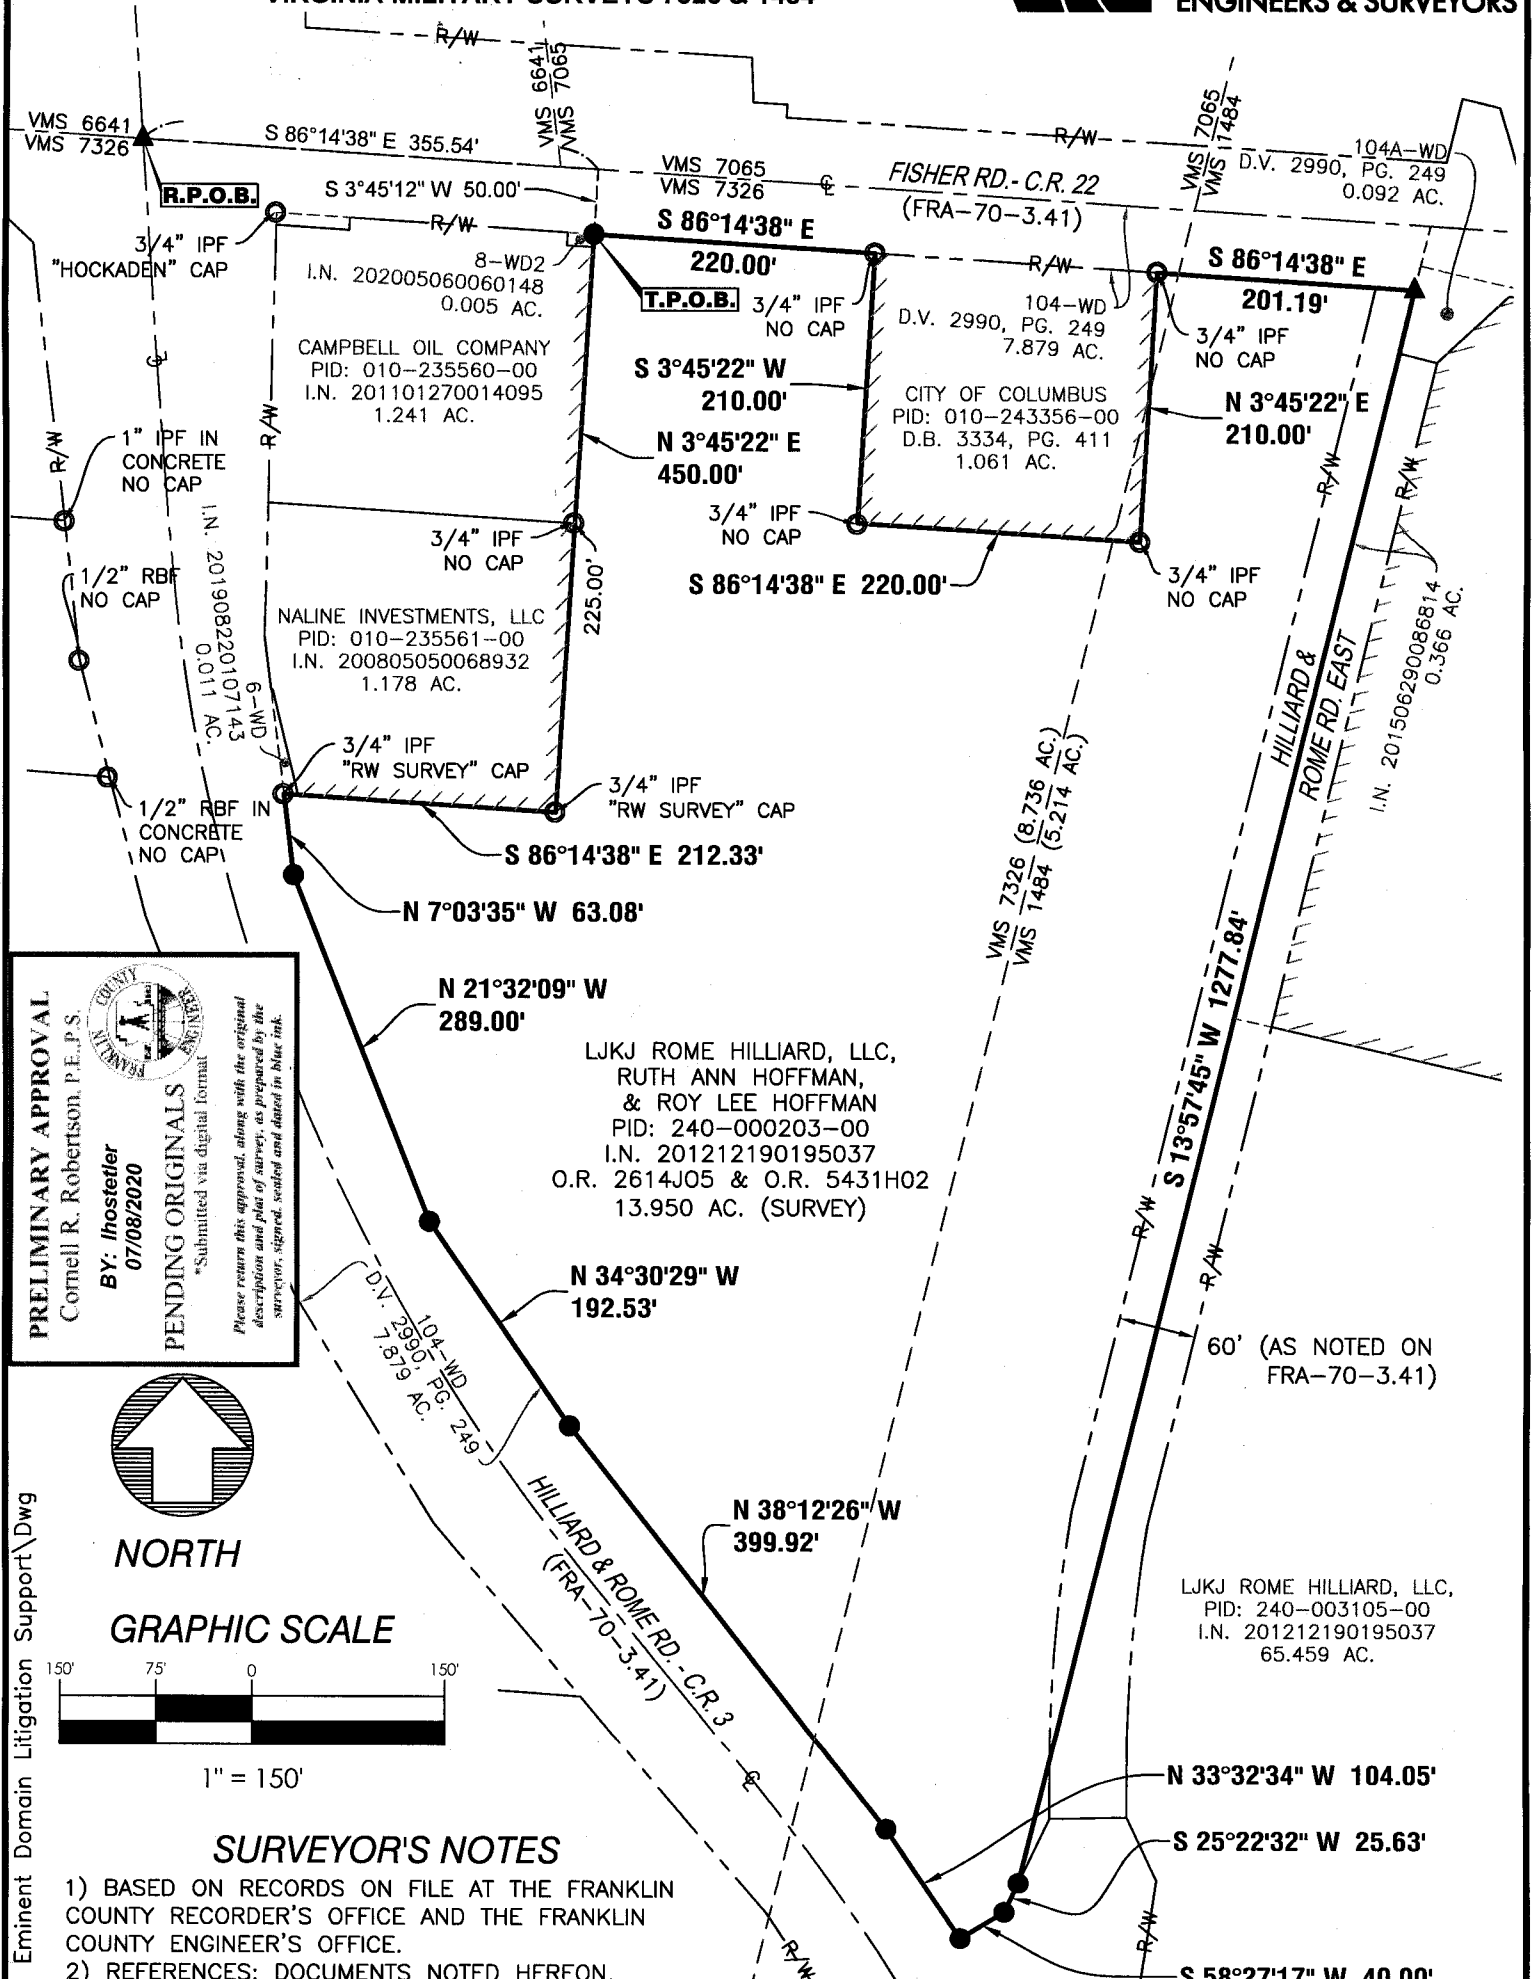 ENGINEERS & SURVEYORS
R/W
VMS 6641
VMS 7065
VMS 7065
VMS 1484
VMS 6641
VMS 7326
S 86°14'38" E 355.54'
R/W
104A-WD
D.V. 2990, PG. 249
0.092 AC.
R.P.O.B.
S 3°45'12" W 50.00'
VMS 7065
VMS 7326
FISHER RD.- C.R. 22
(FRA-70-3.41)
3/4" IPF
"HOCKADEN" CAP
R/W
S 86°14'38" E
220.00'
R/W
S 86°14'38" E
201.19'
8-WD2
I.N. 202005060060148
0.005 AC.
T.P.O.B.
3/4" IPF
NO CAP
104-WD
D.V. 2990, PG. 249
7.879 AC.
3/4" IPF
NO CAP
CAMPBELL OIL COMPANY
PID: 010-235560-00
I.N. 201101270014095
1.241 AC.
S 3°45'22" W
210.00'
CITY OF COLUMBUS
PID: 010-243356-00
D.B. 3334, PG. 411
1.061 AC.
N 3°45'22" E
210.00'
R/W
R/W
1" IPF IN
CONCRETE
NO CAP
N 3°45'22" E
450.00'
R/W
R/W
3/4" IPF
NO CAP
3/4" IPF
NO CAP
225.00'
S 86°14'38" E 220.00'
3/4" IPF
NO CAP
1/2" RBF
NO CAP
6-WD
I.N. 201908220107143
0.011 AC.
NALINE INVESTMENTS, LLC
PID: 010-235561-00
I.N. 200805050068932
1.178 AC.
HILLIARD &
ROME RD. EAST
I.N. 201506290086814
0.366 AC.
3/4" IPF
"RW SURVEY" CAP
3/4" IPF
"RW SURVEY" CAP
1/2" RBF IN
CONCRETE
NO CAP
S 86°14'38" E 212.33'
VMS 7326 (8.736 AC.)
VMS 1484 (5.214 AC.)
N 7°03'35" W 63.08'
N 21°32'09" W
289.00'
S 13°57'45" W 1277.84'
PRELIMINARY APPROVAL
Cornell R. Robertson, P.E.,P.S.
FRANKLIN COUNTY ENGINEER
BY: lhostetler
07/08/2020
PENDING ORIGINALS
*Submitted via digital format
Please return this approval, along with the original
description and plat of survey, as prepared by the
surveyor, signed, sealed and dated in blue ink.
LJKJ ROME HILLIARD, LLC,
RUTH ANN HOFFMAN,
& ROY LEE HOFFMAN
PID: 240-000203-00
I.N. 201212190195037
O.R. 2614J05 & O.R. 5431H02
13.950 AC. (SURVEY)
R/W
R/W
N 34°30'29" W
192.53'
104-WD
D.V. 2990, PG. 249
7.879 AC.
60' (AS NOTED ON
FRA-70-3.41)
NORTH
N 38°12'26" W
399.92'
HILLIARD & ROME RD. - C.R. 3
(FRA-70-3.41)
LJKJ ROME HILLIARD, LLC,
PID: 240-003105-00
I.N. 201212190195037
65.459 AC.
GRAPHIC SCALE
150' 75' 0 150'
1" = 150'
N 33°32'34" W 104.05'
S 25°22'32" W 25.63'
SURVEYOR'S NOTES
1) BASED ON RECORDS ON FILE AT THE FRANKLIN
COUNTY RECORDER'S OFFICE AND THE FRANKLIN
COUNTY ENGINEER'S OFFICE.
2) REFERENCES: DOCUMENTS NOTED HEREON.
R/W
R/W
S 58°27'17" W 40.00'
Eminent Domain Litigation Support\Dwg